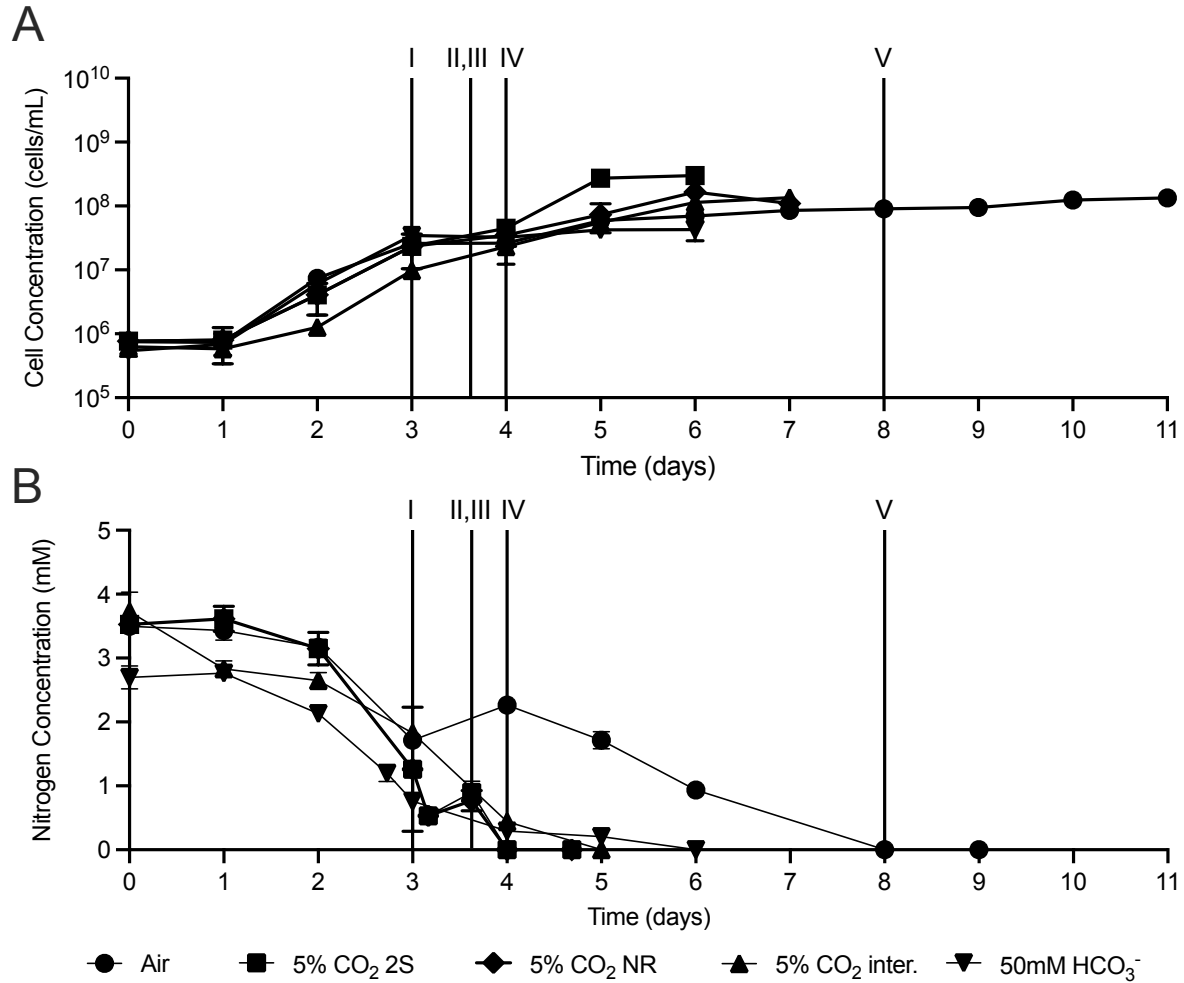 A
I II,III IV V
10¹⁰
10⁹
10⁸
10⁷
10⁶
10⁵
Cell Concentration (cells/mL)
0 1 2 3 4 5 6 7 8 9 10 11
Time (days)
B
I II,III IV V
5
4
3
2
1
0
Nitrogen Concentration (mM)
0 1 2 3 4 5 6 7 8 9 10 11
Time (days)
Air 5% CO₂ 2S 5% CO₂ NR 5% CO₂ inter. 50mM HCO₃⁻